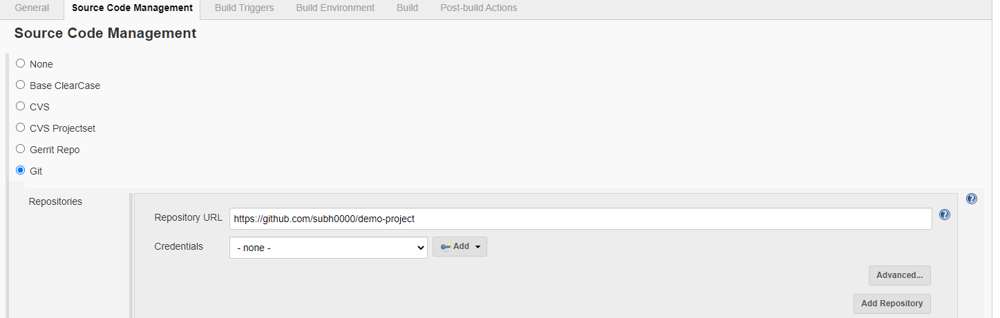 General Source Code Management Build Triggers Build Environment Build Post-build Actions
Source Code Management
None
Base ClearCase
CVS
CVS Projectset
Gerrit Repo
Git
Repositories
Repository URL https://github.com/subh0000/demo-project
Credentials - none - Add
Advanced...
Add Repository